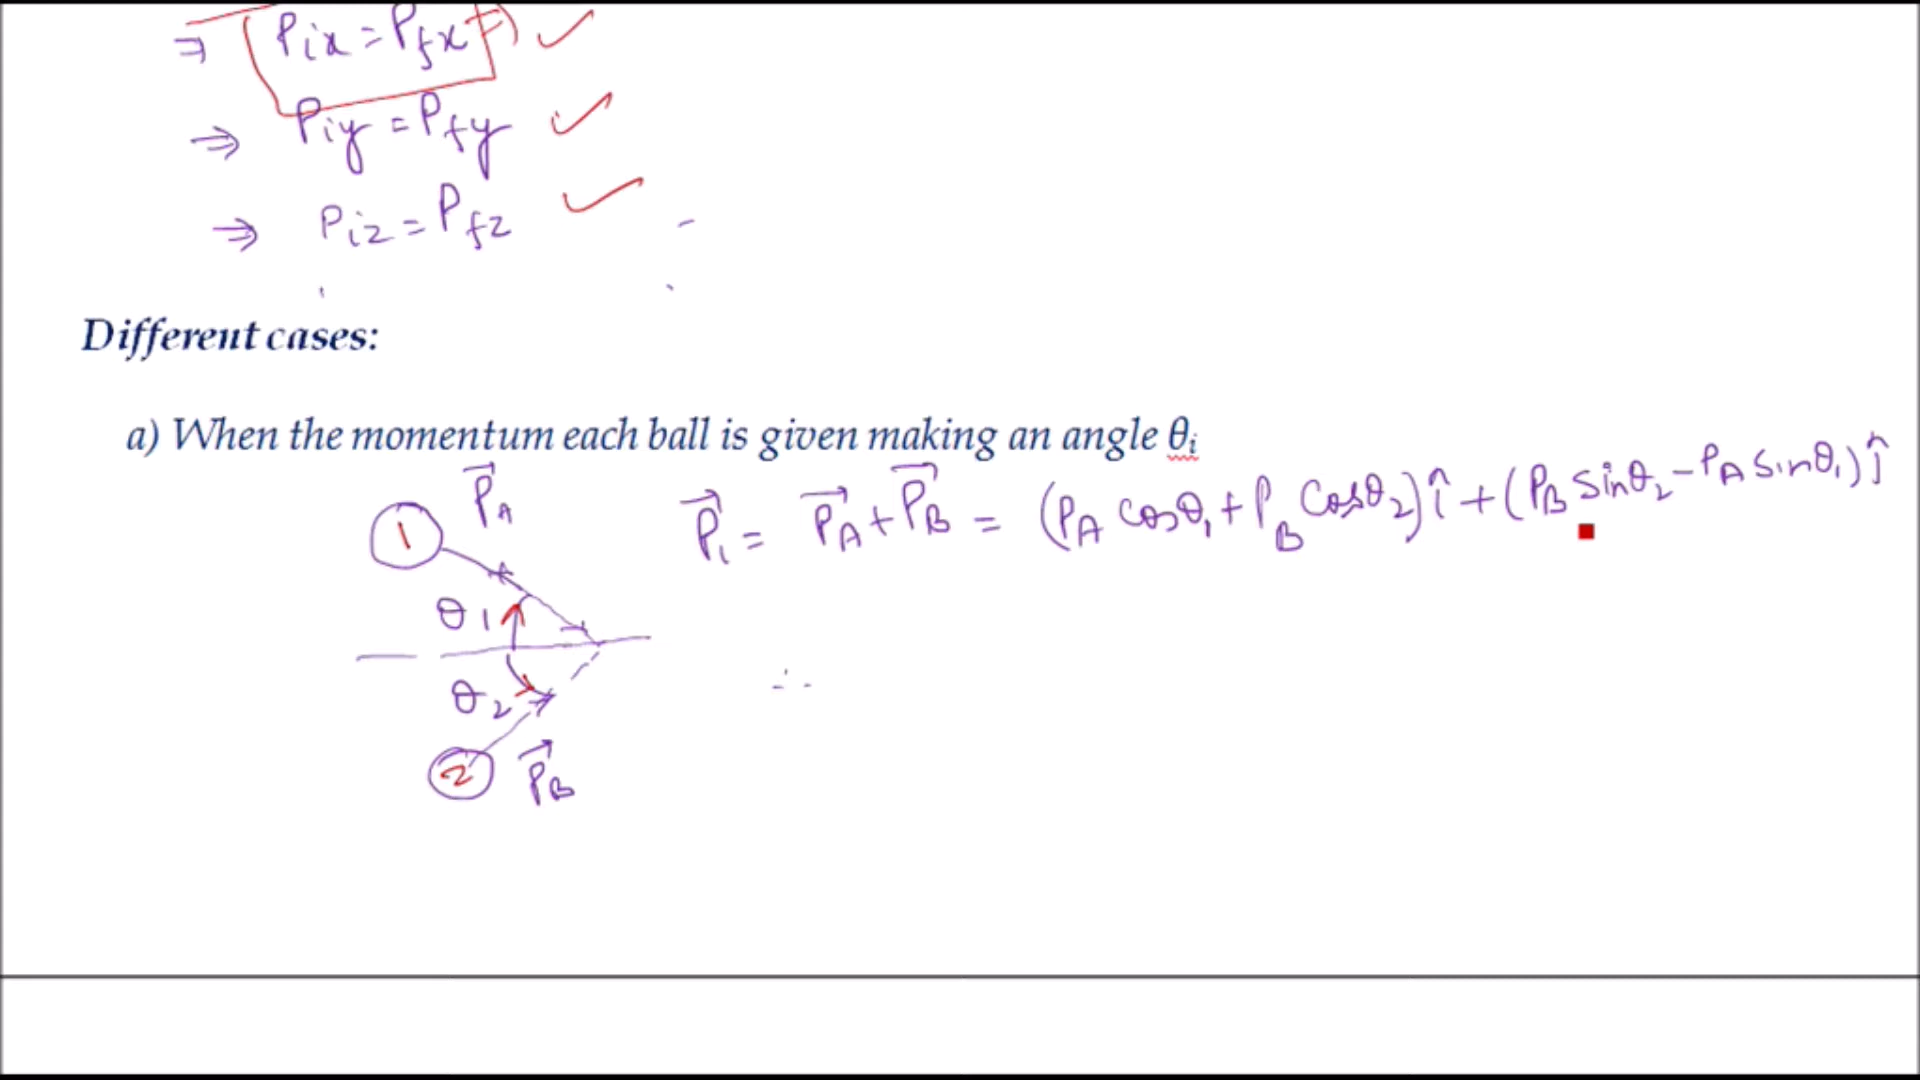 ⇒ Pix = Pfx
⇒ Piy = Pfy
⇒ Piz = Pfz
Different cases:
a) When the momentum each ball is given making an angle θi
1 P⃗A
P⃗i = P⃗A + P⃗B = (PA cosθ1 + PB cosθ2) î + (PB sinθ2 − PA sinθ1) ĵ
θ1
θ2
2 P⃗B